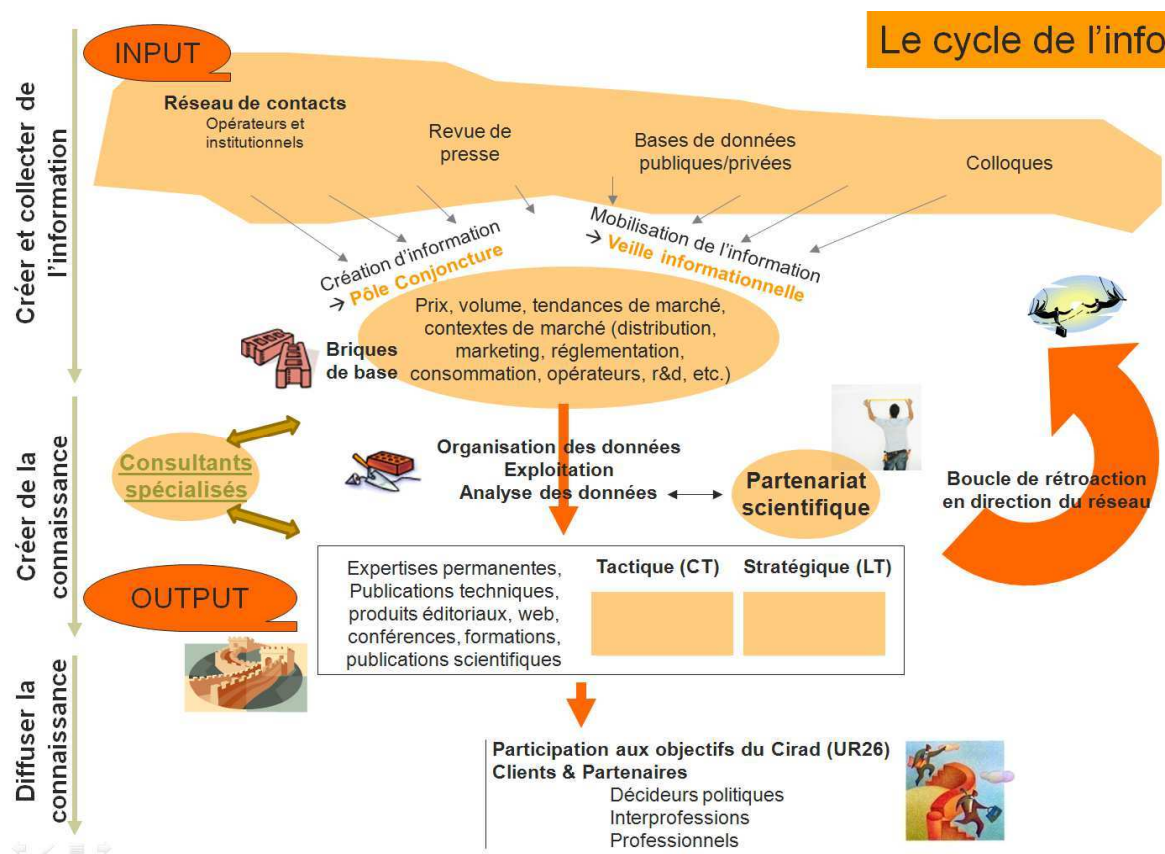 Le cycle de l'info
INPUT
Créer et collecter de
l'information
Réseau de contacts
Opérateurs et
institutionnels
Revue de
presse
Bases de données
publiques/privées
Colloques
Création d'information
→ Pôle Conjoncture
Mobilisation de l'information
→ Veille informationnelle
Prix, volume, tendances de marché,
contextes de marché (distribution,
marketing, réglementation,
consommation, opérateurs, r&d, etc.)
Briques
de base
Créer de la
connaissance
Consultants
spécialisés
Organisation des données
Exploitation
Analyse des données
Partenariat
scientifique
Boucle de rétroaction
en direction du réseau
OUTPUT
Expertises permanentes,
Publications techniques,
produits éditoriaux, web,
conférences, formations,
publications scientifiques
Tactique (CT)
Stratégique (LT)
Diffuser la
connaissance
Participation aux objectifs du Cirad (UR26)
Clients & Partenaires
Décideurs politiques
Interprofessions
Professionnels